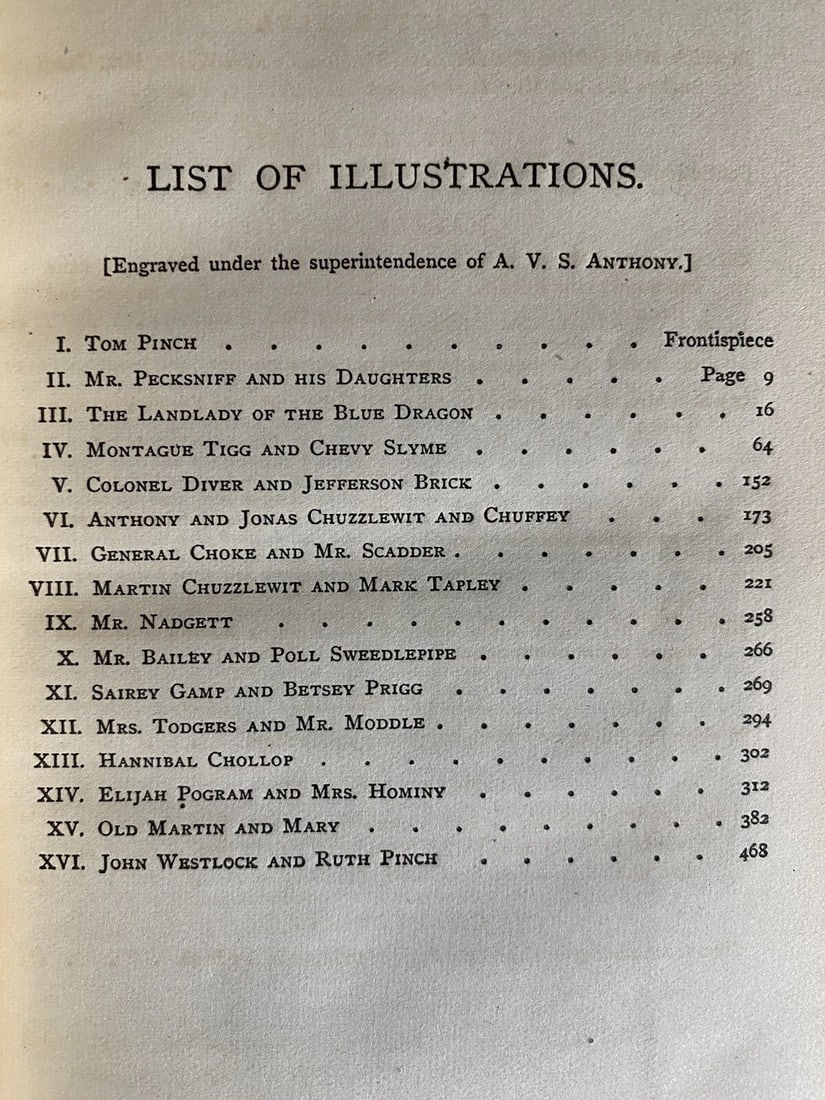 LIST OF ILLUSTRATIONS.
[Engraved under the superintendence of A. V. S. ANTHONY.]
I. TOM PINCH . . . . . . . . . . Frontispiece
II. MR. PECKSNIFF AND HIS DAUGHTERS . . . . . Page 9
III. THE LANDLADY OF THE BLUE DRAGON . . . . . . 16
IV. MONTAGUE TIGG AND CHEVY SLYME . . . . . . 64
V. COLONEL DIVER AND JEFFERSON BRICK . . . . . . 152
VI. ANTHONY AND JONAS CHUZZLEWIT AND CHUFFEY . . . 173
VII. GENERAL CHOKE AND MR. SCADDER . . . . . . . 205
VIII. MARTIN CHUZZLEWIT AND MARK TAPLEY . . . . . 221
IX. MR. NADGETT . . . . . . . . . . . 258
X. MR. BAILEY AND POLL SWEEDLEPIPE . . . . . . 266
XI. SAIREY GAMP AND BETSEY PRIGG . . . . . . . 269
XII. MRS. TODGERS AND MR. MODDLE . . . . . . . 294
XIII. HANNIBAL CHOLLOP . . . . . . . . . . 302
XIV. ELIJAH POGRAM AND MRS. HOMINY . . . . . . 312
XV. OLD MARTIN AND MARY . . . . . . . . . 382
XVI. JOHN WESTLOCK AND RUTH PINCH . . . . . . 468